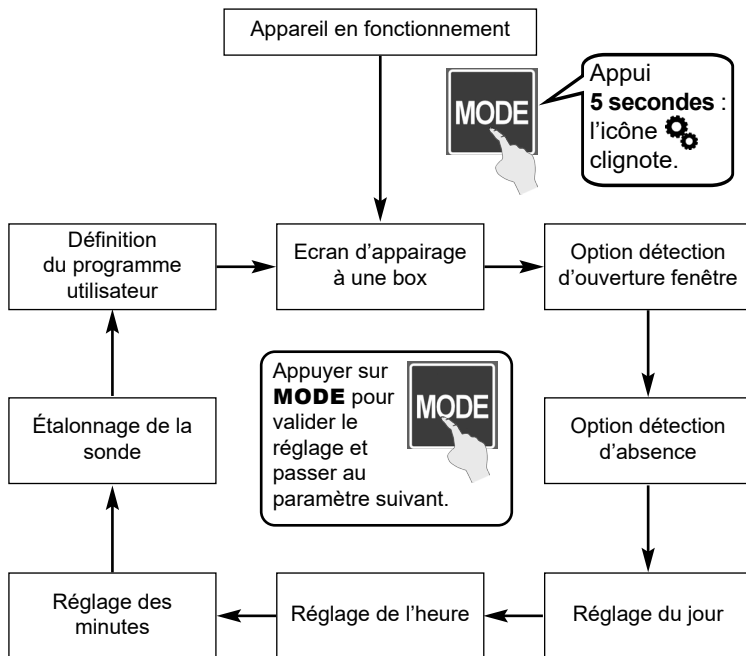 Appareil en fonctionnement
MODE
Appui
5 secondes :
l'icône
clignote.
Définition
du programme
utilisateur
Ecran d'appairage
à une box
Option détection
d'ouverture fenêtre
Étalonnage de la
sonde
Appuyer sur
MODE pour
valider le
réglage et
passer au
paramètre suivant.
MODE
Option détection
d'absence
Réglage des
minutes
Réglage de l'heure
Réglage du jour